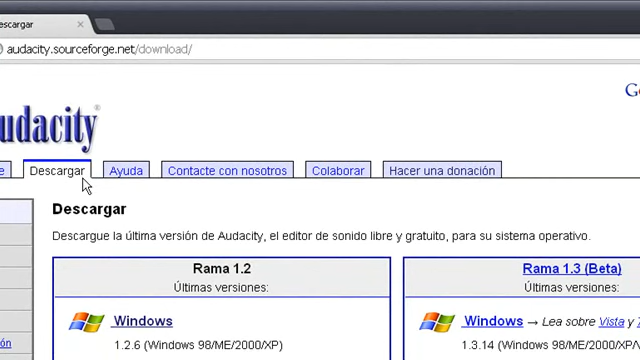 escargar
audacity.sourceforge.net/download/
udacity®
Descargar Ayuda Contacte con nosotros Colaborar Hacer una donación
Descargar
Descargue la última versión de Audacity, el editor de sonido libre y gratuito, para su sistema operativo.
Rama 1.2
Últimas versiones:
Windows
1.2.6 (Windows 98/ME/2000/XP)
Rama 1.3 (Beta)
Últimas versiones:
Windows → Lea sobre Vista y
1.3.14 (Windows 98/ME/2000/XP/V
ón